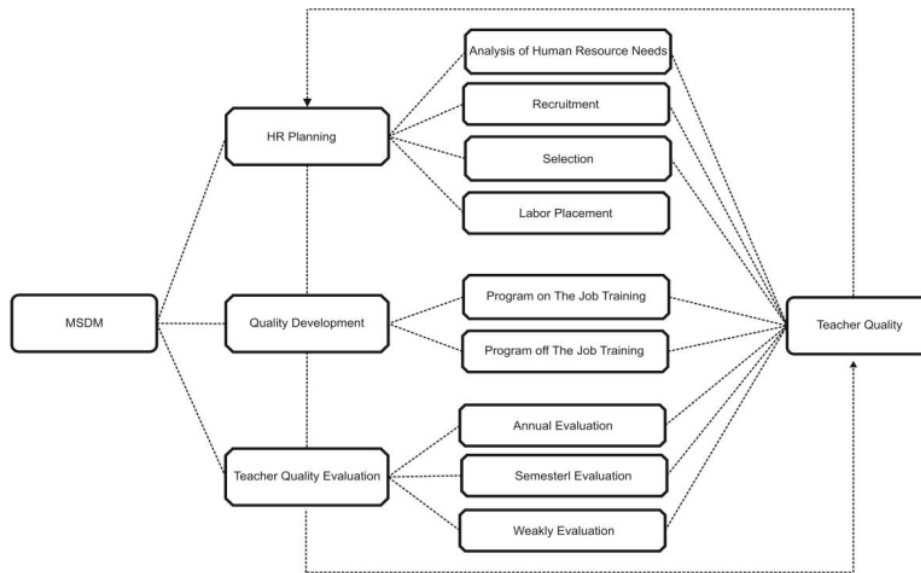 Analysis of Human Resource Needs
Recruitment
HR Planning
Selection
Labor Placement
MSDM
Quality Development
Program on The Job Training
Program off The Job Training
Teacher Quality
Teacher Quality Evaluation
Annual Evaluation
Semesterl Evaluation
Weakly Evaluation